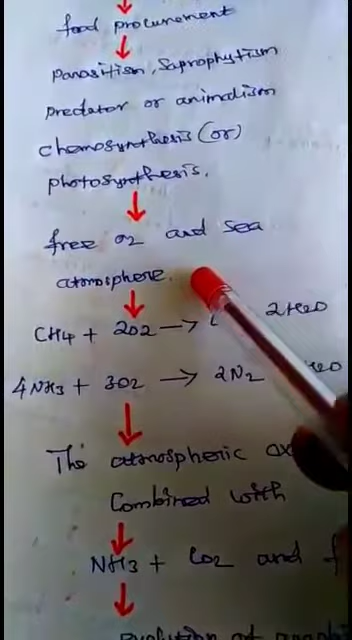 food procurement
↓
parasitism, Saprophytism
predator or animalism
chemosynthesis (or)
photosynthesis.
↓
free O2 and sea
atmosphere.
↓
CH4 + 2O2 → 2H2O
4NH3 + 3O2 → 2N2 H2O
↓
The atmospheric
Combined with
↓
NH3 + CO2 and
↓